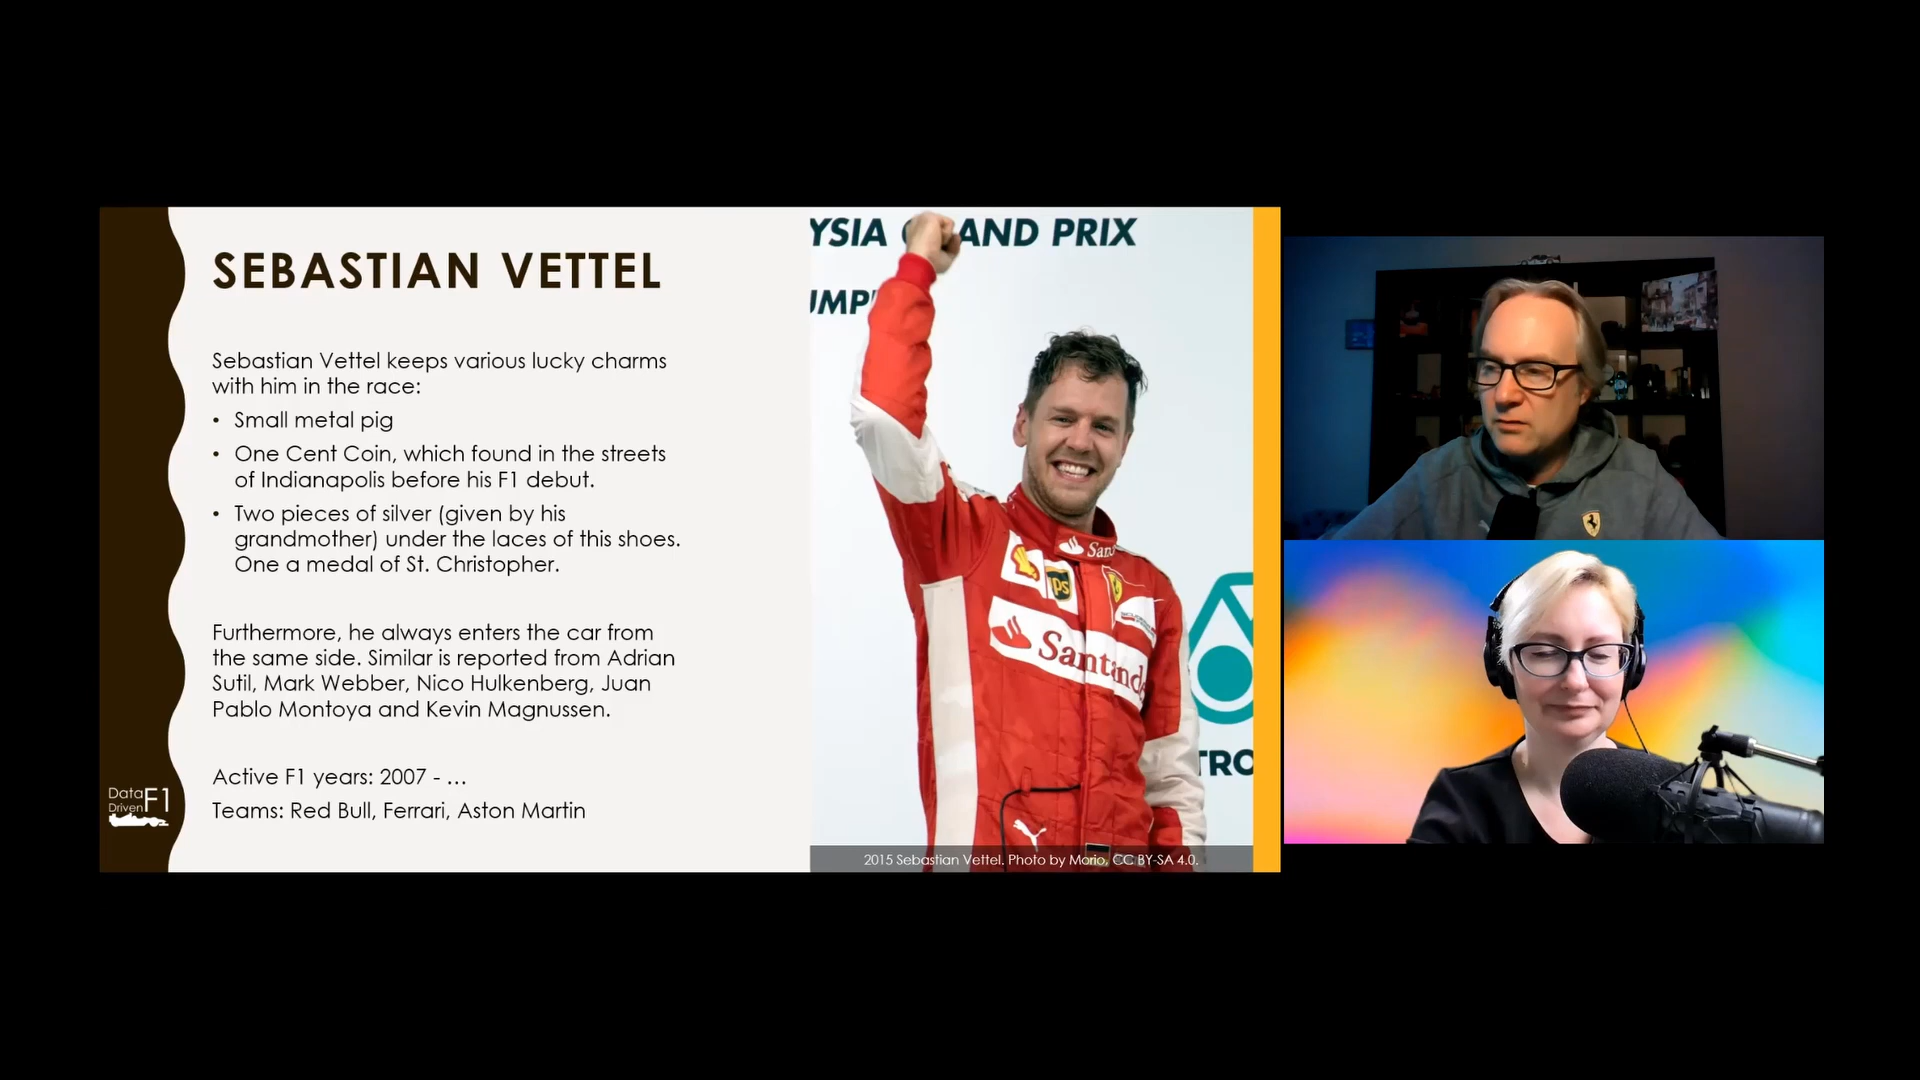 SEBASTIAN VETTEL
Sebastian Vettel keeps various lucky charms
with him in the race:
• Small metal pig
• One Cent Coin, which found in the streets
of Indianapolis before his F1 debut.
• Two pieces of silver (given by his
grandmother) under the laces of this shoes.
One a medal of St. Christopher.
Furthermore, he always enters the car from
the same side. Similar is reported from Adrian
Sutil, Mark Webber, Nico Hulkenberg, Juan
Pablo Montoya and Kevin Magnussen.
Active F1 years: 2007 - ...
Teams: Red Bull, Ferrari, Aston Martin
Data
Driven
F1
YSIA G AND PRIX
UMP
San
ps
Santande
TRO
2015 Sebastian Vettel. Photo by Morio, CC BY-SA 4.0.